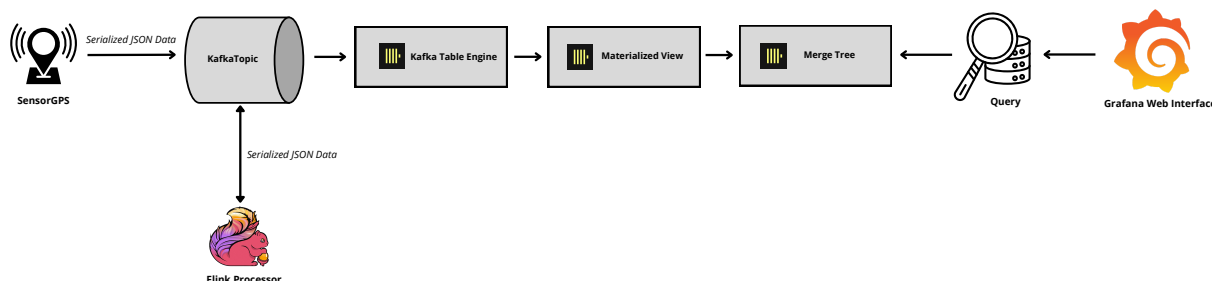 Serialized JSON Data
SensorGPS
KafkaTopic
Kafka Table Engine
Materialized View
Merge Tree
Query
Grafana Web Interface
Serialized JSON Data
Flink Processor